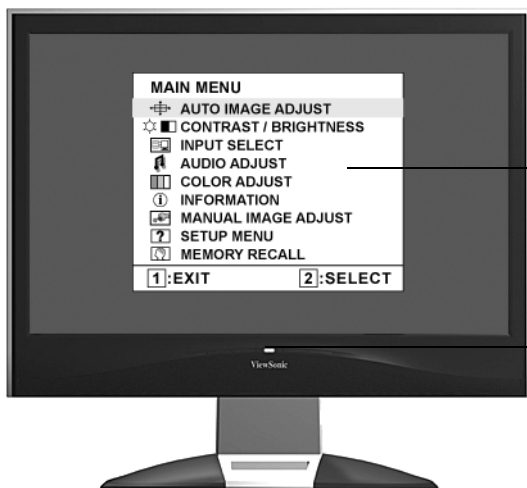 MAIN MENU
AUTO IMAGE ADJUST
CONTRAST / BRIGHTNESS
INPUT SELECT
AUDIO ADJUST
COLOR ADJUST
INFORMATION
MANUAL IMAGE ADJUST
SETUP MENU
MEMORY RECALL
1:EXIT 2:SELECT
ViewSonic